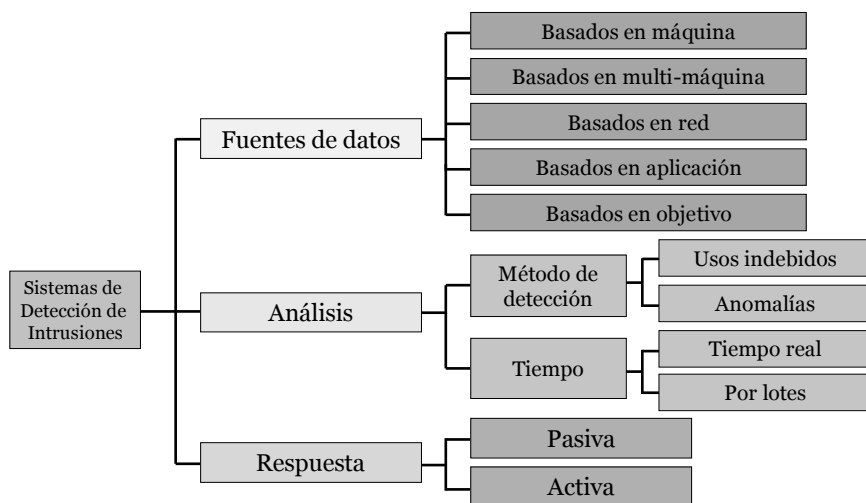 Sistemas de
Detección de
Intrusiones
Fuentes de datos
Basados en máquina
Basados en multi-máquina
Basados en red
Basados en aplicación
Basados en objetivo
Análisis
Método de
detección
Usos indebidos
Anomalías
Tiempo
Tiempo real
Por lotes
Respuesta
Pasiva
Activa